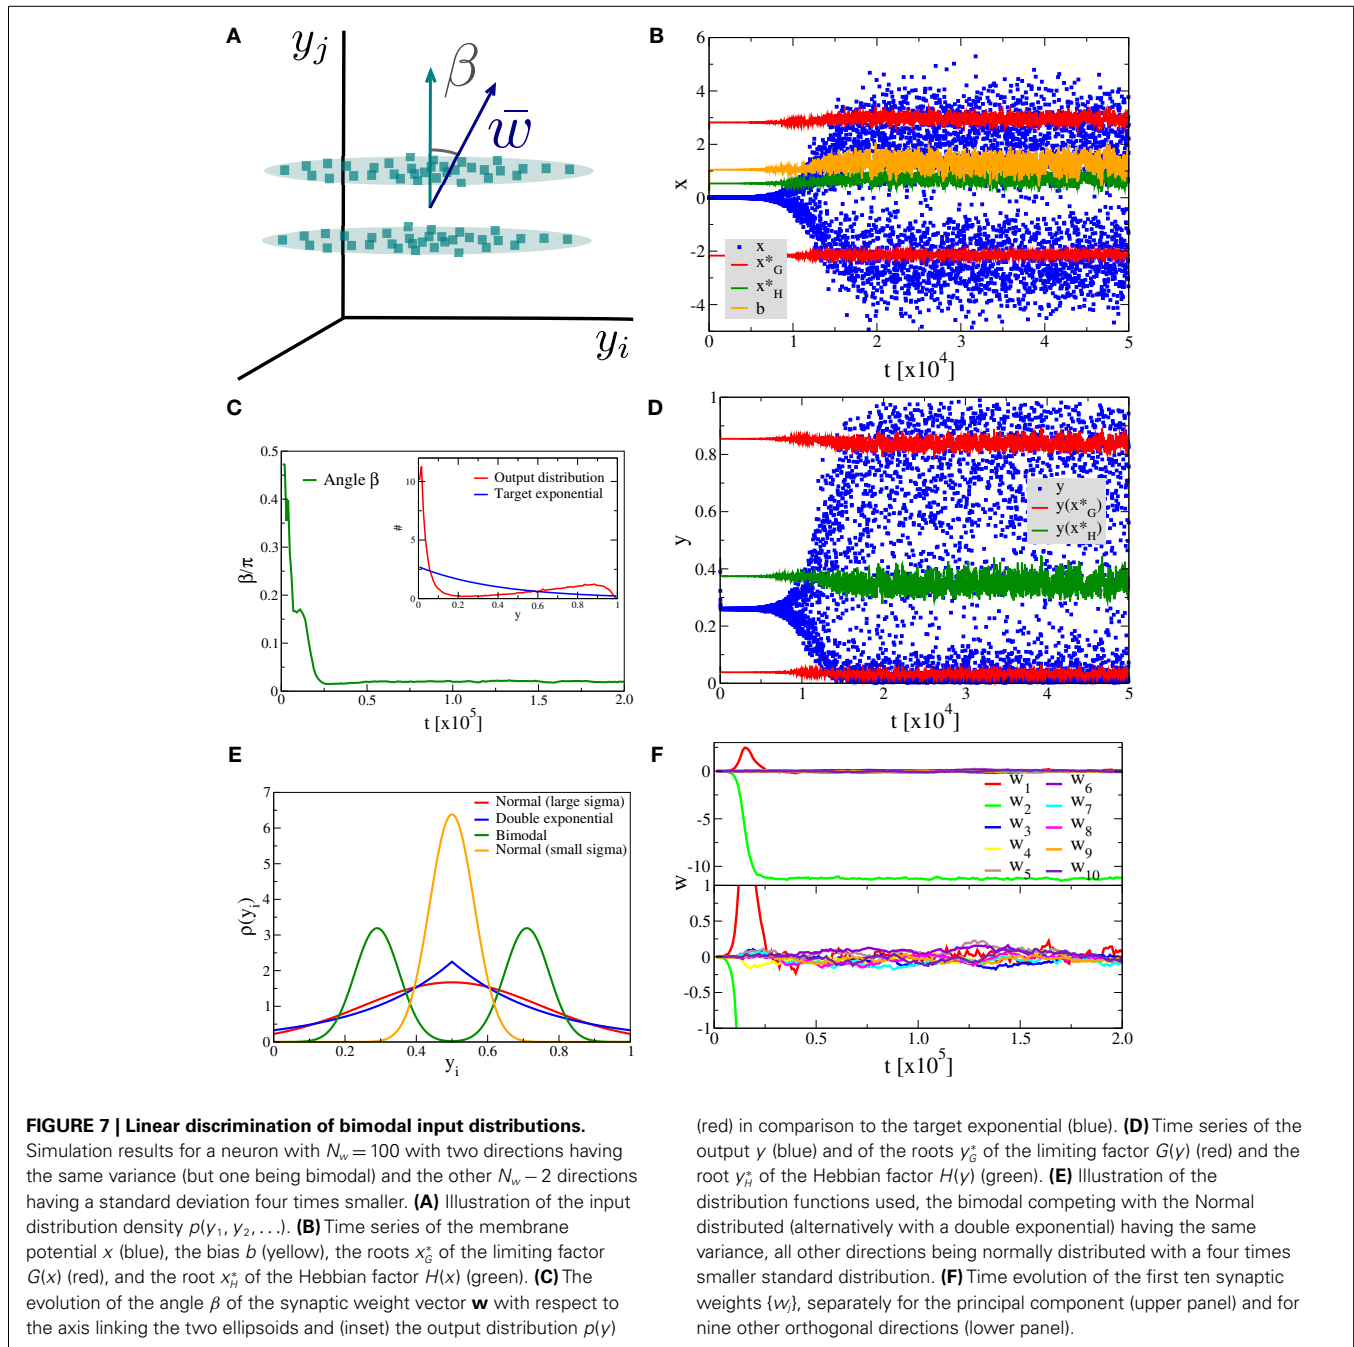 A
y_j
β
w̄
y_i
B
6
4
2
0
-2
-4
x
x
x*_G
x*_H
b
0
1
2
3
4
5
t [x10^4]
C
0.5
0.4
0.3
0.2
0.1
0
β/π
Angle β
10
5
0
#
Output distribution
Target exponential
0
0.2
0.4
0.6
0.8
1
y
0.5
1.0
1.5
2.0
t [x10^5]
D
1
0.8
0.6
0.4
0.2
0
y
y
y(x*_G)
y(x*_H)
0
1
2
3
4
5
t [x10^4]
E
7
6
5
4
3
2
1
0
ρ(y_i)
Normal (large sigma)
Double exponential
Bimodal
Normal (small sigma)
0
0.2
0.4
0.6
0.8
1
y_i
F
0
-5
-10
w
w_1
w_2
w_3
w_4
w_5
w_6
w_7
w_8
w_9
w_10
1
0.5
0
-0.5
-1
0.5
1.0
1.5
2.0
t [x10^5]
FIGURE 7 | Linear discrimination of bimodal input distributions.
Simulation results for a neuron with N_w = 100 with two directions having
the same variance (but one being bimodal) and the other N_w − 2 directions
having a standard deviation four times smaller. (A) Illustration of the input
distribution density p(y_1, y_2, ...). (B) Time series of the membrane
potential x (blue), the bias b (yellow), the roots x*_G of the limiting factor
G(x) (red), and the root x*_H of the Hebbian factor H(x) (green). (C) The
evolution of the angle β of the synaptic weight vector w with respect to
the axis linking the two ellipsoids and (inset) the output distribution p(y)
(red) in comparison to the target exponential (blue). (D) Time series of the
output y (blue) and of the roots y*_G of the limiting factor G(y) (red) and the
root y*_H of the Hebbian factor H(y) (green). (E) Illustration of the
distribution functions used, the bimodal competing with the Normal
distributed (alternatively with a double exponential) having the same
variance, all other directions being normally distributed with a four times
smaller standard distribution. (F) Time evolution of the first ten synaptic
weights {w_j}, separately for the principal component (upper panel) and for
nine other orthogonal directions (lower panel).